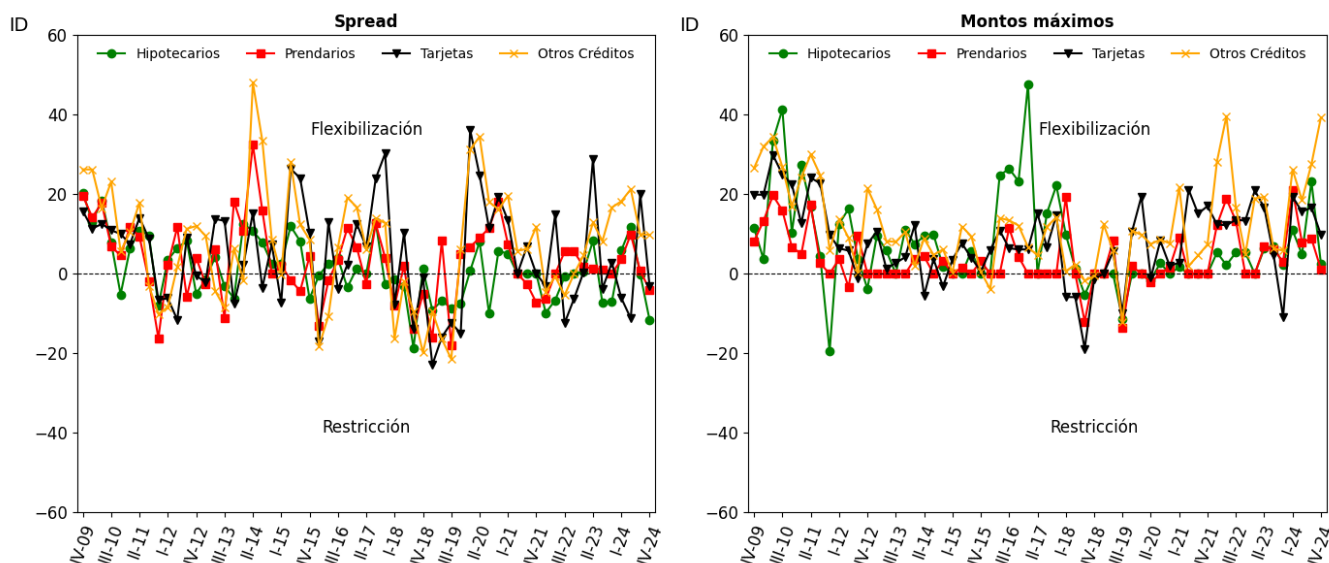 ID
Spread
Hipotecarios Prendarios Tarjetas Otros Créditos
60
40
20
0
−20
−40
−60
Flexibilización
Restricción
IV-09 III-10 II-11 I-12 IV-12 III-13 II-14 I-15 IV-15 III-16 II-17 I-18 IV-18 III-19 II-20 I-21 IV-21 III-22 II-23 I-24 IV-24
ID
Montos máximos
Hipotecarios Prendarios Tarjetas Otros Créditos
60
40
20
0
−20
−40
−60
Flexibilización
Restricción
IV-09 III-10 II-11 I-12 IV-12 III-13 II-14 I-15 IV-15 III-16 II-17 I-18 IV-18 III-19 II-20 I-21 IV-21 III-22 II-23 I-24 IV-24